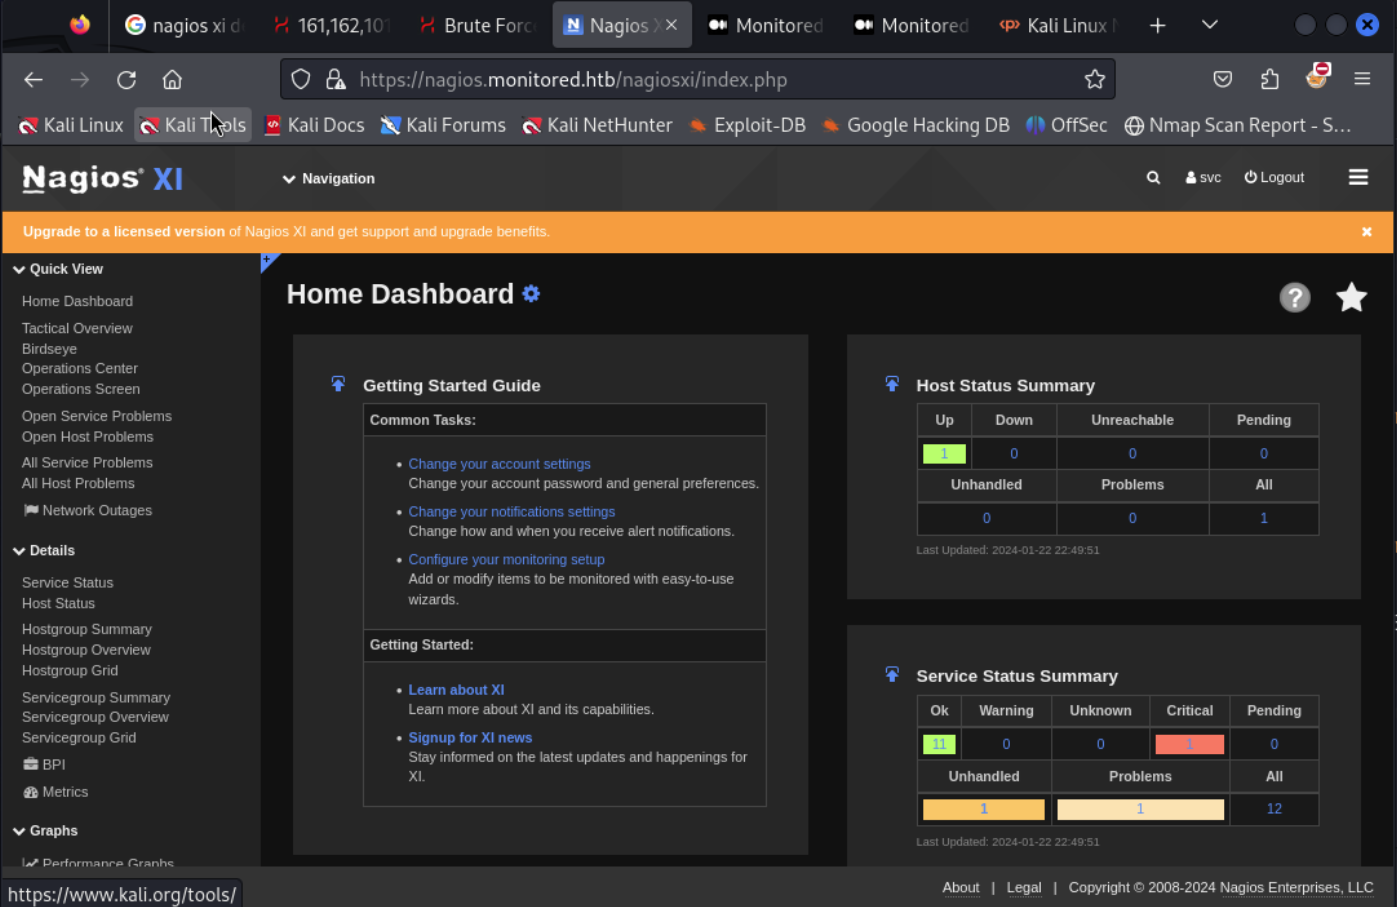 nagios xi d
161,162,101
Brute Forc
Nagios X
Monitored
Monitored
Kali Linux
https://nagios.monitored.htb/nagiosxi/index.php
Kali Linux
Kali Tools
Kali Docs
Kali Forums
Kali NetHunter
Exploit-DB
Google Hacking DB
OffSec
Nmap Scan Report - S...
Nagios® XI
Navigation
svc
Logout
Upgrade to a licensed version of Nagios XI and get support and upgrade benefits.
Quick View
Home Dashboard
Tactical Overview
Birdseye
Operations Center
Operations Screen
Open Service Problems
Open Host Problems
All Service Problems
All Host Problems
Network Outages
Details
Service Status
Host Status
Hostgroup Summary
Hostgroup Overview
Hostgroup Grid
Servicegroup Summary
Servicegroup Overview
Servicegroup Grid
BPI
Metrics
Graphs
Performance Graphs
https://www.kali.org/tools/
Home Dashboard
Getting Started Guide
Common Tasks:
Change your account settings
Change your account password and general preferences.
Change your notifications settings
Change how and when you receive alert notifications.
Configure your monitoring setup
Add or modify items to be monitored with easy-to-use
wizards.
Getting Started:
Learn about XI
Learn more about XI and its capabilities.
Signup for XI news
Stay informed on the latest updates and happenings for
XI.
Host Status Summary
Up Down Unreachable Pending
1 0 0 0
Unhandled Problems All
0 0 1
Last Updated: 2024-01-22 22:49:51
Service Status Summary
Ok Warning Unknown Critical Pending
11 0 0 1 0
Unhandled Problems All
1 1 12
Last Updated: 2024-01-22 22:49:51
About | Legal | Copyright © 2008-2024 Nagios Enterprises, LLC